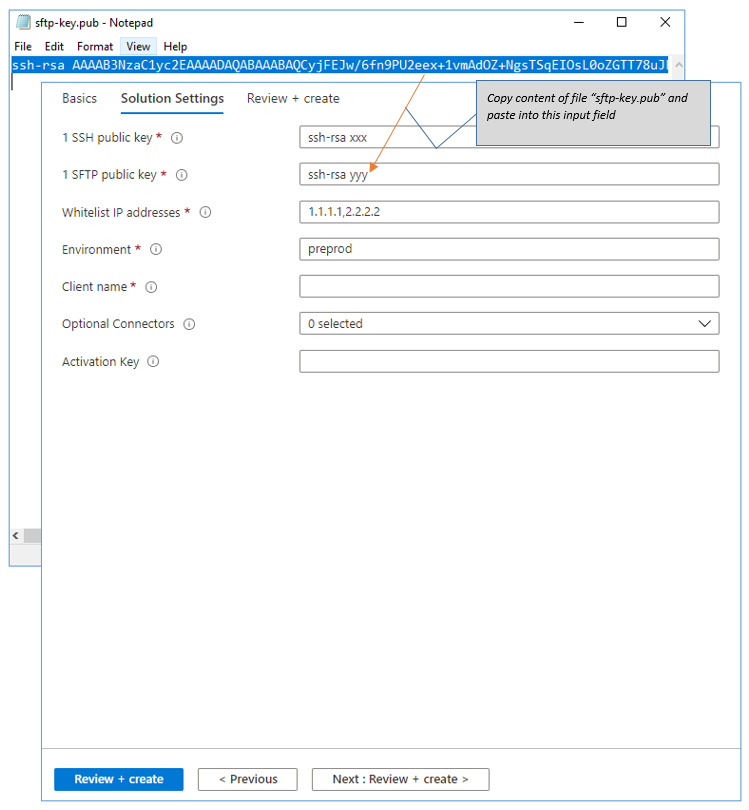 sftp-key.pub - Notepad
File Edit Format View Help
ssh-rsa AAAAB3NzaC1yc2EAAAADAQABAAABAQCyjFEJw/6fn9PU2eex+1vmAdOZ+NgsTSqEIOsL0oZGTT78uJ
Basics Solution Settings Review + create
Copy content of file “sftp-key.pub” and
paste into this input field
1 SSH public key * ssh-rsa xxx
1 SFTP public key * ssh-rsa yyy
Whitelist IP addresses * 1.1.1.1,2.2.2.2
Environment * preprod
Client name *
Optional Connectors 0 selected
Activation Key
Review + create < Previous Next : Review + create >